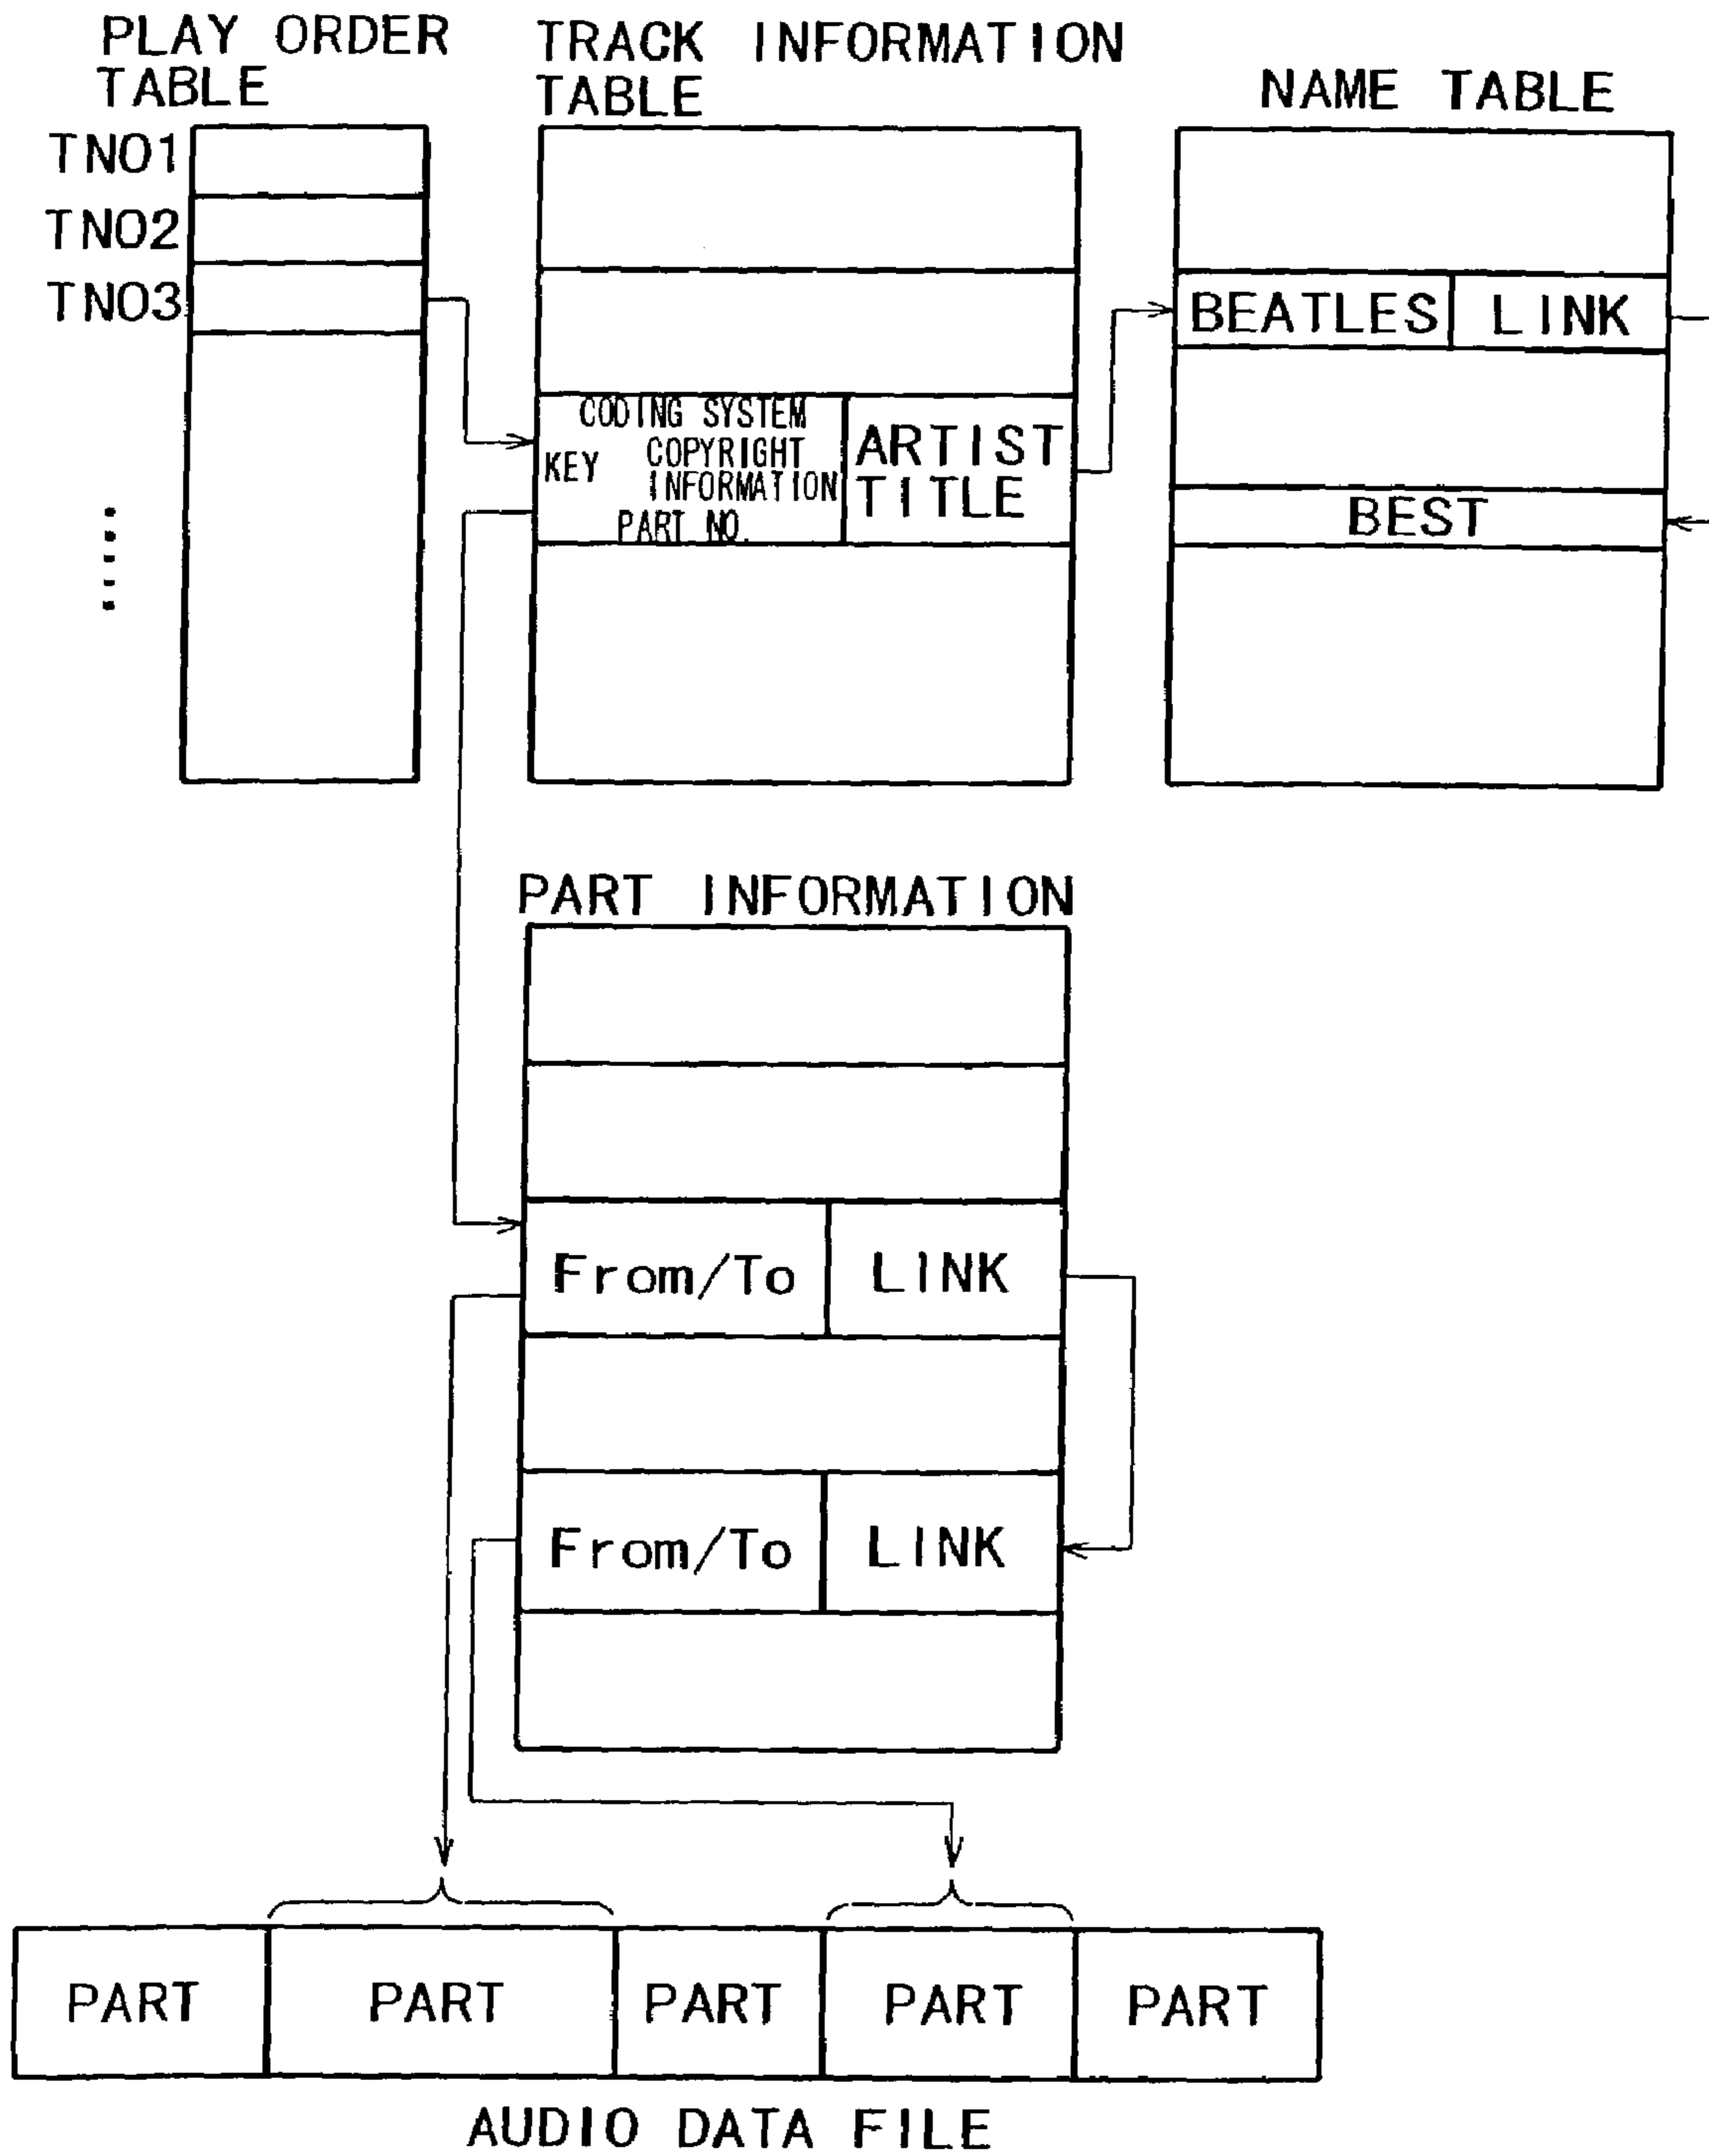 PLAY ORDER
TABLE
TNO1
TNO2
TNO3
TRACK INFORMATION
TABLE
CODING SYSTEM
KEY COPYRIGHT
INFORMATION
PART NO.
ARTIST
TITLE
NAME TABLE
BEATLES LINK
BEST
PART INFORMATION
From/To LINK
From/To LINK
PART PART PART PART PART
AUDIO DATA FILE